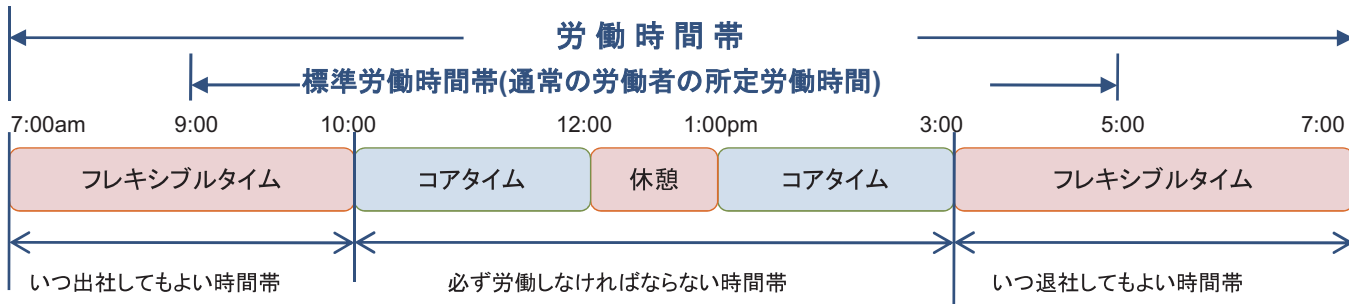 労働時間帯
標準労働時間帯(通常の労働者の所定労働時間)
7:00am 9:00 10:00 12:00 1:00pm 3:00 5:00 7:00
フレキシブルタイム コアタイム 休憩 コアタイム フレキシブルタイム
いつ出社してもよい時間帯 必ず労働しなければならない時間帯 いつ退社してもよい時間帯